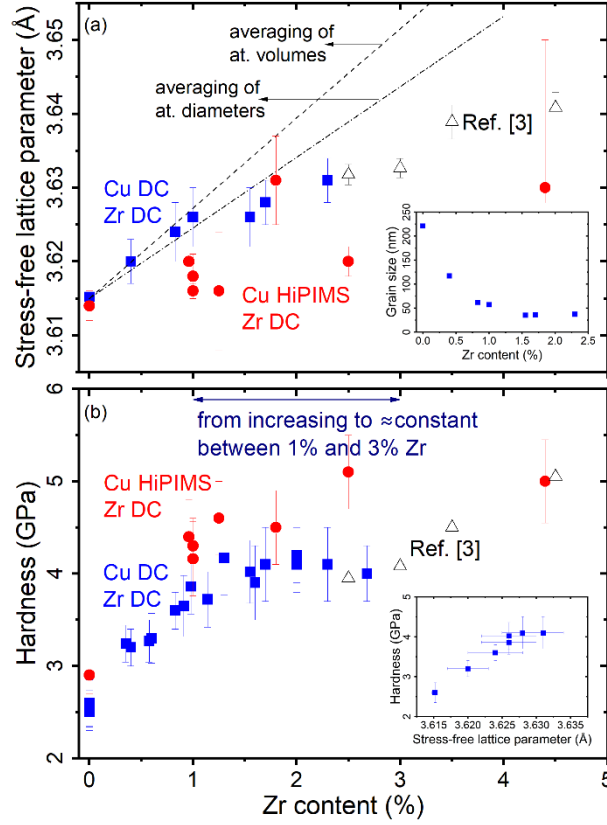 Stress-free lattice parameter (Å)
3.65
3.64
3.63
3.62
3.61
(a)
averaging of
at. volumes
averaging of
at. diameters
Ref. [3]
Cu DC
Zr DC
Cu HiPIMS
Zr DC
Grain size (nm)
250
200
150
100
50
0
0.0 0.5 1.0 1.5 2.0 2.5
Zr content (%)
Hardness (GPa)
6
5
4
3
2
(b)
from increasing to ≈constant
between 1% and 3% Zr
Cu HiPIMS
Zr DC
Cu DC
Zr DC
Ref. [3]
Hardness (GPa)
5
4
3
2
3.615 3.620 3.625 3.630 3.635
Stress-free lattice parameter (Å)
0 1 2 3 4 5
Zr content (%)